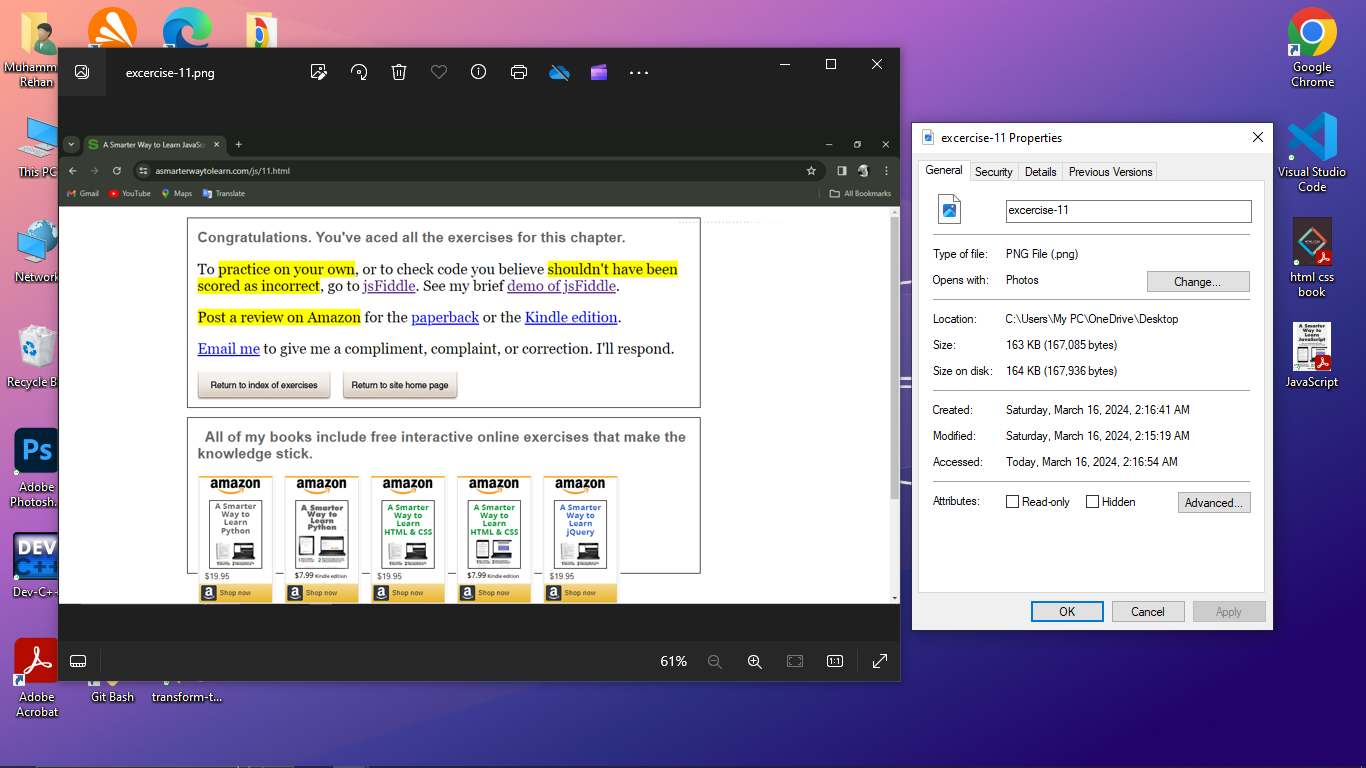 Muhamm...
Rehan
This PC
Network
Recycle B
Ps
Adobe
Photosh...
DEV
C++
Dev-C++
Adobe
Acrobat
Git Bash
transform-t...
excercise-11.png
A Smarter Way to Learn JavaSc
asmarterwaytolearn.com/js/11.html
Gmail
YouTube
Maps
Translate
All Bookmarks
Congratulations. You've aced all the exercises for this chapter.
To practice on your own, or to check code you believe shouldn't have been
scored as incorrect, go to jsFiddle. See my brief demo of jsFiddle.
Post a review on Amazon for the paperback or the Kindle edition.
Email me to give me a compliment, complaint, or correction. I'll respond.
Return to index of exercises
Return to site home page
All of my books include free interactive online exercises that make the
knowledge stick.
amazon
A Smarter
Way to
Learn
Python
$19.95
Shop now
amazon
A Smarter
Way to
Learn
Python
$7.99 Kindle edition
Shop now
amazon
A Smarter
Way to
Learn
HTML & CSS
$19.95
Shop now
amazon
A Smarter
Way to
Learn
HTML & CSS
$7.99 Kindle edition
Shop now
amazon
A Smarter
Way to
Learn
jQuery
$19.95
Shop now
61%
1:1
excercise-11 Properties
General
Security
Details
Previous Versions
excercise-11
Type of file: PNG File (.png)
Opens with: Photos
Change...
Location: C:\Users\My PC\OneDrive\Desktop
Size: 163 KB (167,085 bytes)
Size on disk: 164 KB (167,936 bytes)
Created: Saturday, March 16, 2024, 2:16:41 AM
Modified: Saturday, March 16, 2024, 2:15:19 AM
Accessed: Today, March 16, 2024, 2:16:54 AM
Attributes: Read-only Hidden
Advanced...
OK
Cancel
Apply
Google
Chrome
Visual Studio
Code
html css
book
A Smarter
Way to
Learn
JavaScript
JavaScript